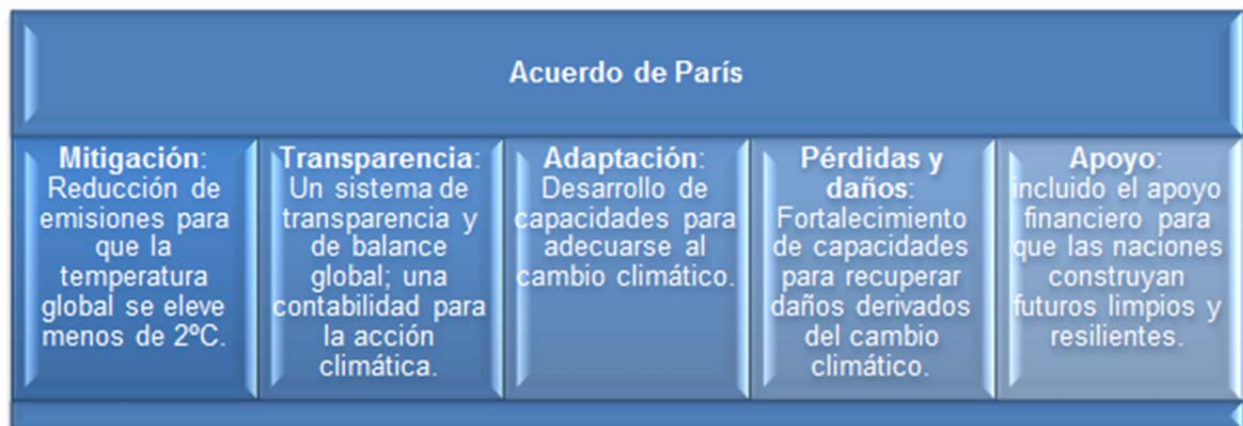 Acuerdo de París
Mitigación:
Reducción de
emisiones para
que la
temperatura
global se eleve
menos de 2ºC.
Transparencia:
Un sistema de
transparencia y
de balance
global; una
contabilidad para
la acción
climática.
Adaptación:
Desarrollo de
capacidades para
adecuarse al
cambio climático.
Pérdidas y
daños:
Fortalecimiento
de capacidades
para recuperar
daños derivados
del cambio
climático.
Apoyo:
incluido el apoyo
financiero para
que las naciones
construyan
futuros limpios y
resilientes.